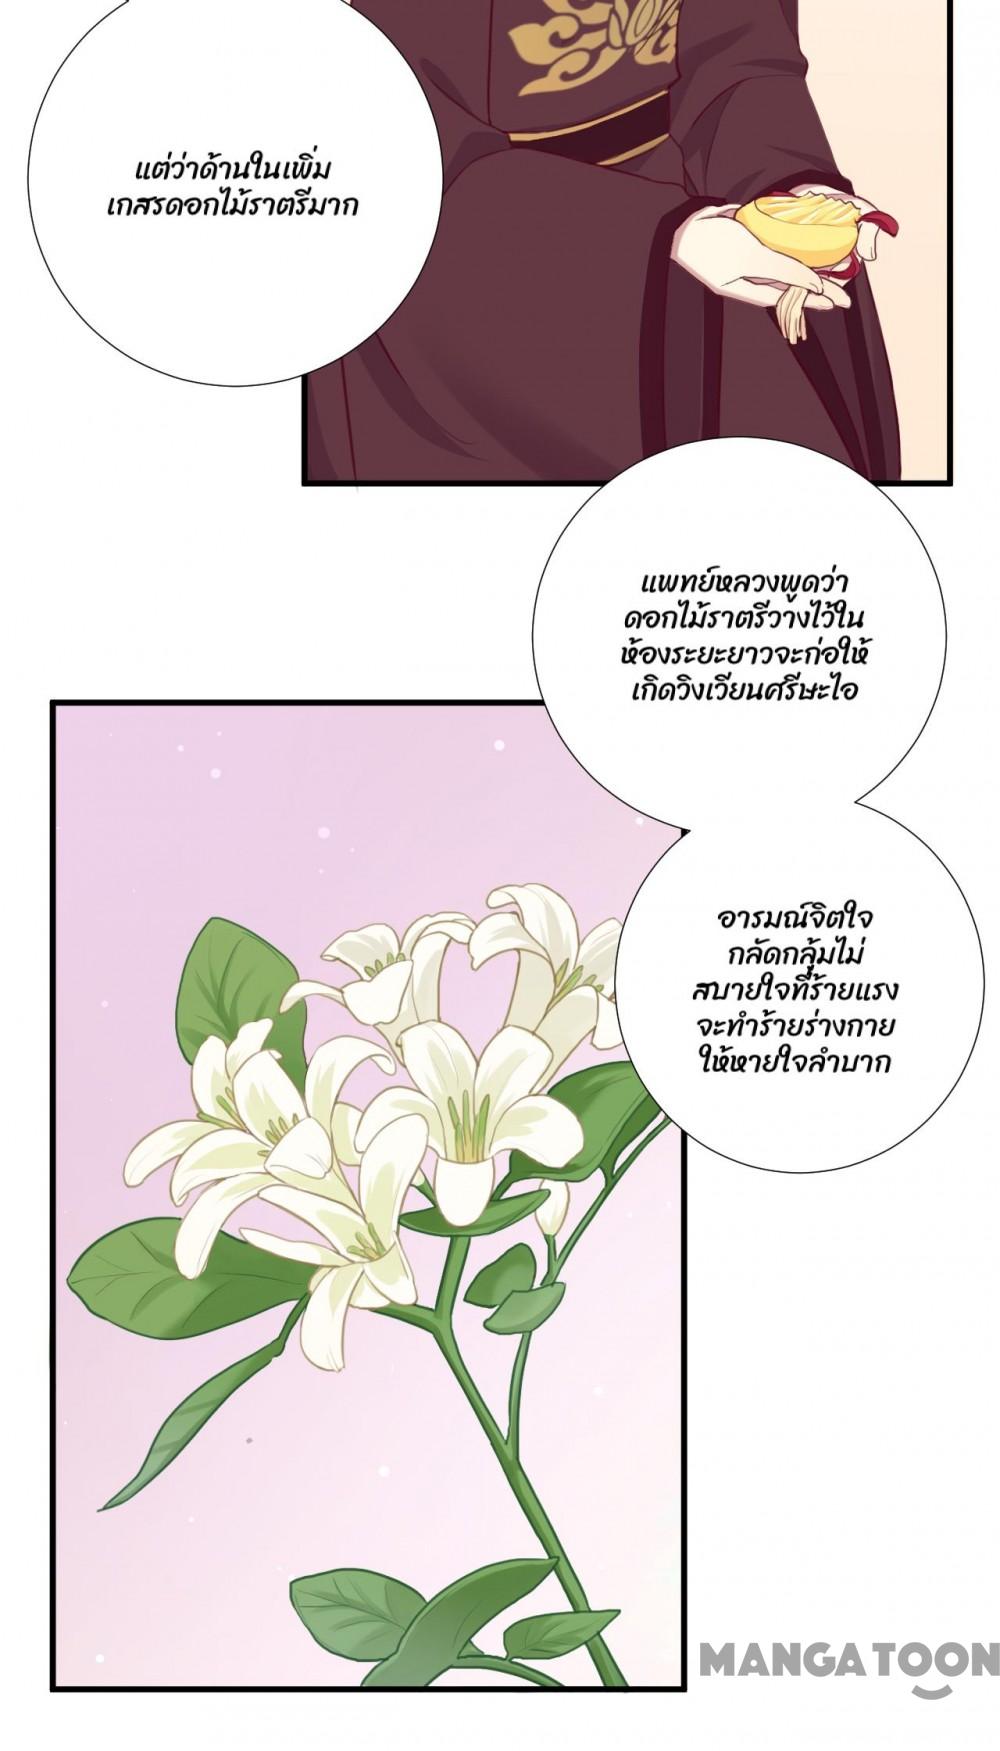 แต่ว่าด้านในเพิ่ม
เกสรดอกไม้ราตรีมาก
แพทย์หลวงพูดว่า
ดอกไม้ราตรีวางไว้ใน
ห้องระยะยาวจะก่อให้
เกิดวิงเวียนศรีษะไอ
อารมณ์จิตใจ
กลัดกลุ้มไม่
สบายใจที่ร้ายแรง
จะทำร้ายร่างกาย
ให้หายใจลำบาก
MANGATOON